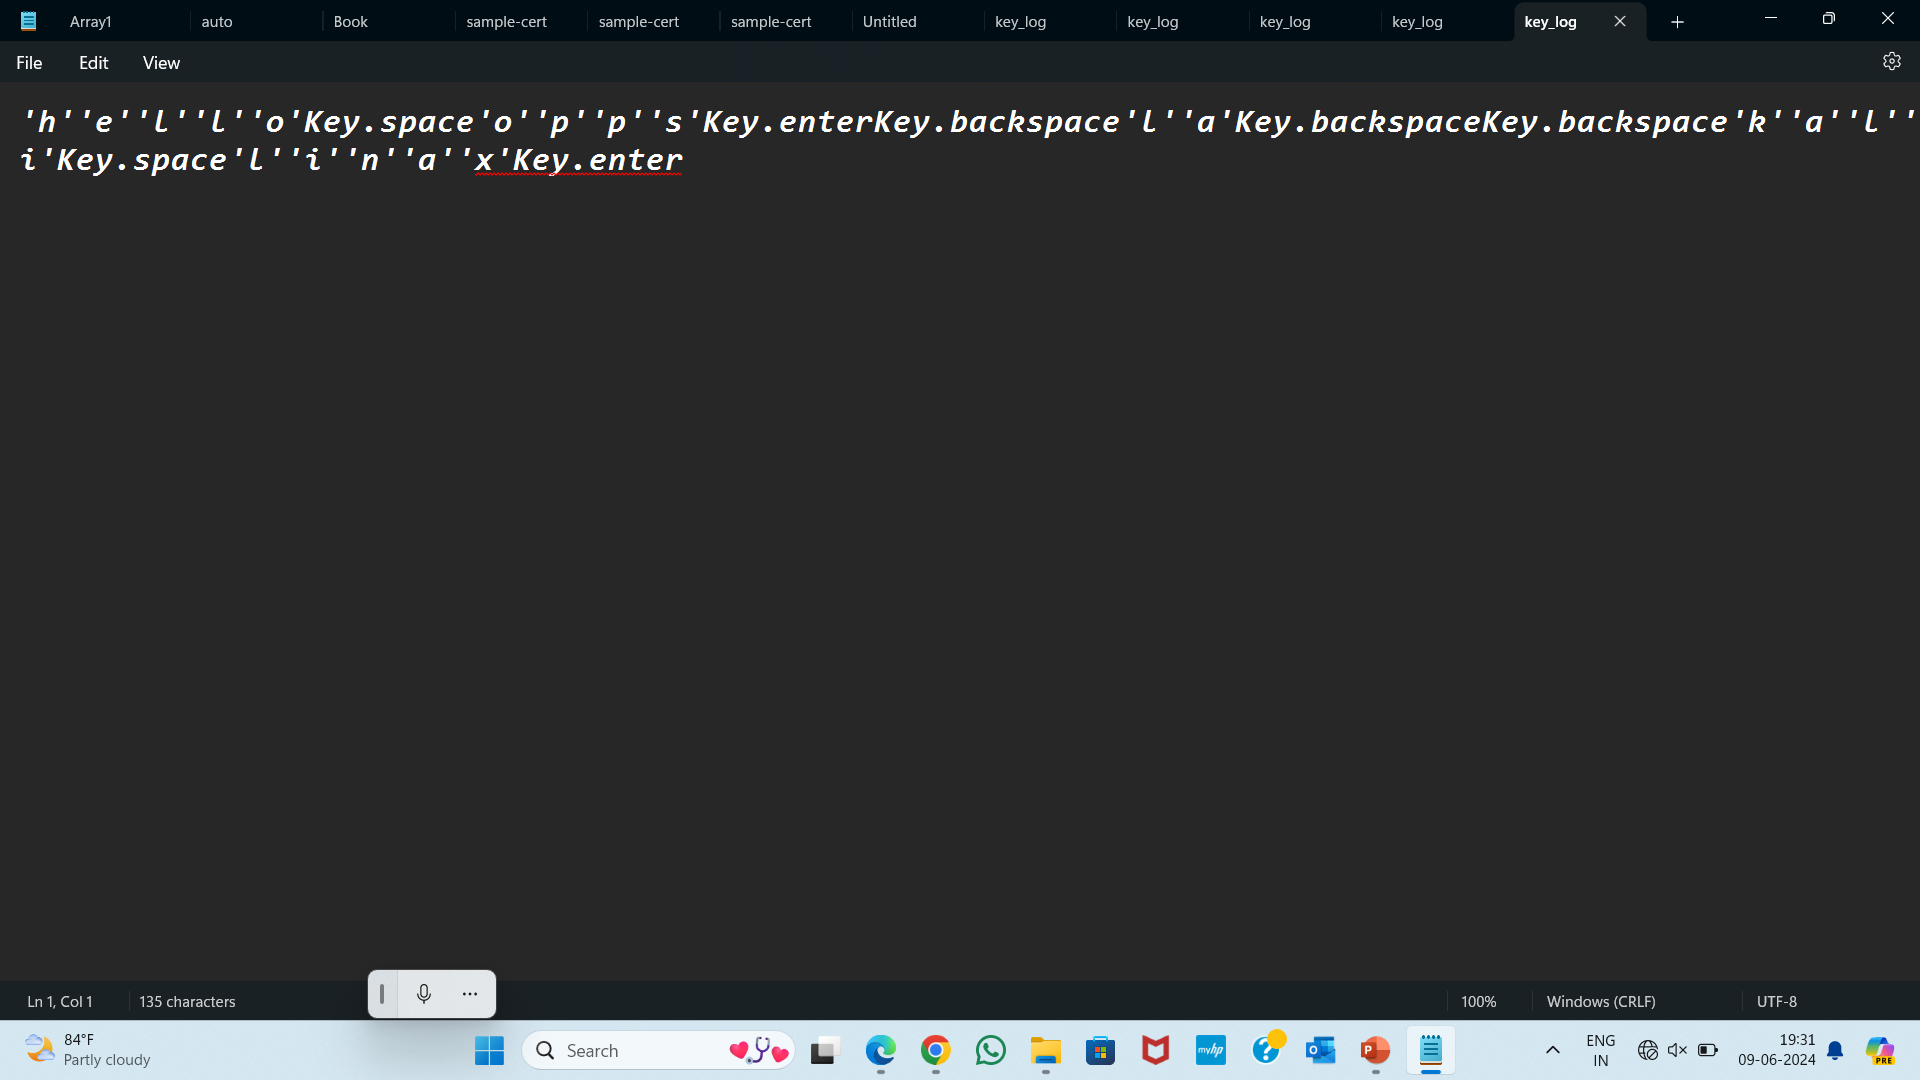 Array1 auto Book sample-cert sample-cert sample-cert Untitled key_log key_log key_log key_log key_log
File Edit View
'h''e''l''l''o'Key.space'o''p''p''s'Key.enterKey.backspace'l''a'Key.backspaceKey.backspace'k''a''l''
i'Key.space'l''i''n''a''x'Key.enter
Ln 1, Col 1 135 characters 100% Windows (CRLF) UTF-8
84°F
Partly cloudy
Search
myhp
ENG
IN
19:31
09-06-2024
PRE